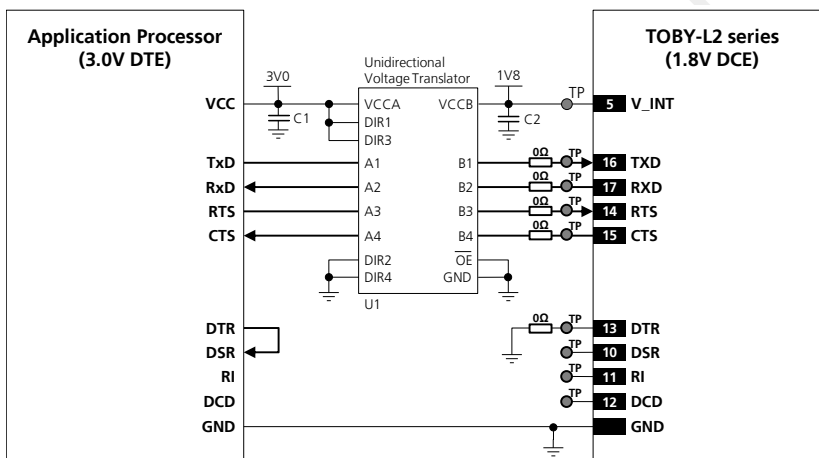 Application Processor
(3.0V DTE)
TOBY-L2 series
(1.8V DCE)
Unidirectional
Voltage Translator
3V0
1V8
TP
VCC
VCCA
VCCB
5
V_INT
C1
DIR1
C2
DIR3
0Ω
TP
TxD
A1
B1
16
TXD
0Ω
TP
RxD
A2
B2
17
RXD
0Ω
TP
RTS
A3
B3
14
RTS
0Ω
TP
CTS
A4
B4
15
CTS
DIR2
OE
DIR4
GND
U1
0Ω
TP
DTR
13
DTR
TP
DSR
10
DSR
TP
RI
11
RI
TP
DCD
12
DCD
GND
GND